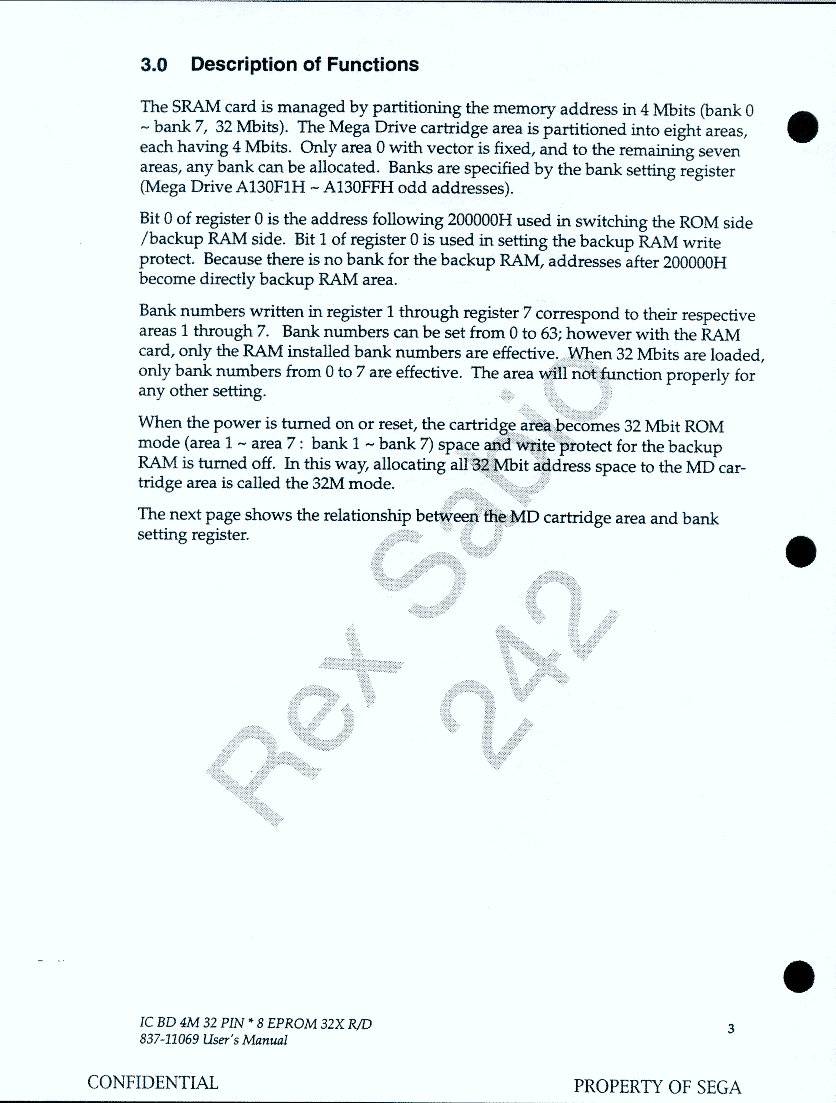 3.0 Description of Functions
The SRAM card is managed by partitioning the memory address in 4 Mbits (bank 0
~ bank 7, 32 Mbits). The Mega Drive cartridge area is partitioned into eight areas,
each having 4 Mbits. Only area 0 with vector is fixed, and to the remaining seven
areas, any bank can be allocated. Banks are specified by the bank setting register
(Mega Drive A130F1H ~ A130FFH odd addresses).
Bit 0 of register 0 is the address following 200000H used in switching the ROM side
/backup RAM side. Bit 1 of register 0 is used in setting the backup RAM write
protect. Because there is no bank for the backup RAM, addresses after 200000H
become directly backup RAM area.
Bank numbers written in register 1 through register 7 correspond to their respective
areas 1 through 7. Bank numbers can be set from 0 to 63; however with the RAM
card, only the RAM installed bank numbers are effective. When 32 Mbits are loaded,
only bank numbers from 0 to 7 are effective. The area will not function properly for
any other setting.
When the power is turned on or reset, the cartridge area becomes 32 Mbit ROM
mode (area 1 ~ area 7 : bank 1 ~ bank 7) space and write protect for the backup
RAM is turned off. In this way, allocating all 32 Mbit address space to the MD car-
tridge area is called the 32M mode.
The next page shows the relationship between the MD cartridge area and bank
setting register.
Rex Sabio
242
IC BD 4M 32 PIN * 8 EPROM 32X R/D
837-11069 User's Manual
3
CONFIDENTIAL
PROPERTY OF SEGA